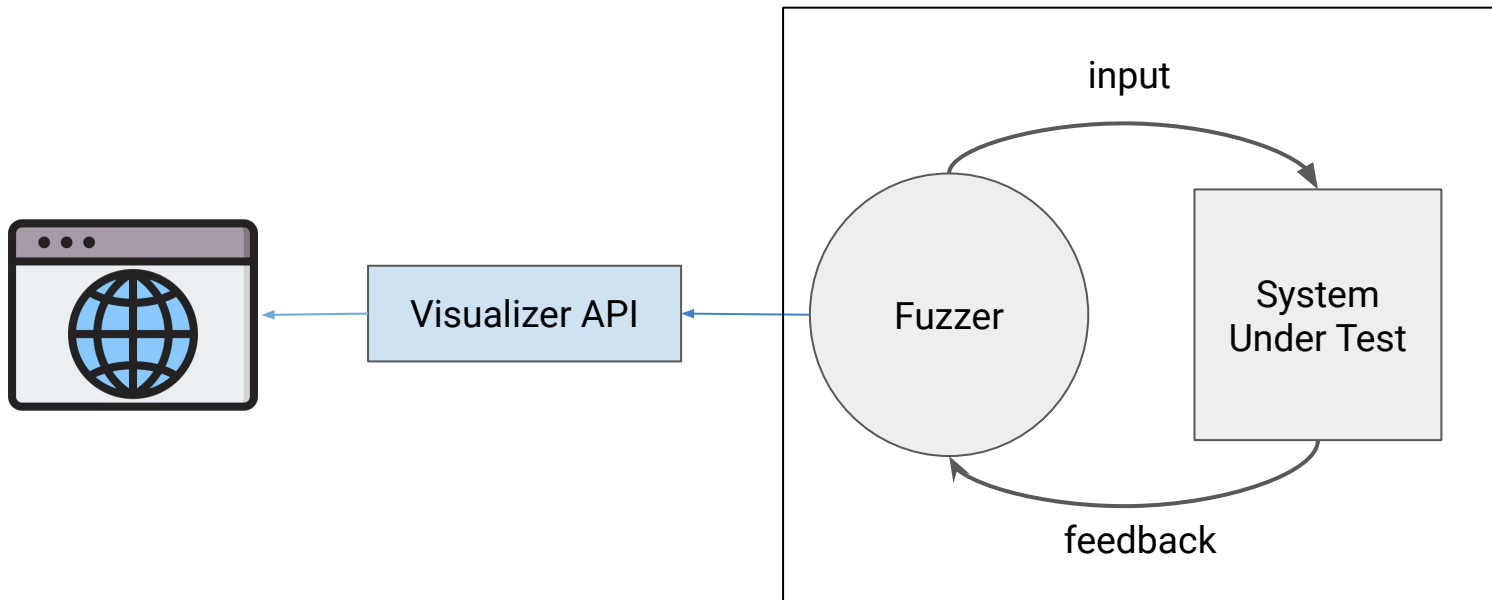 input
Visualizer API
Fuzzer
System
Under Test
feedback